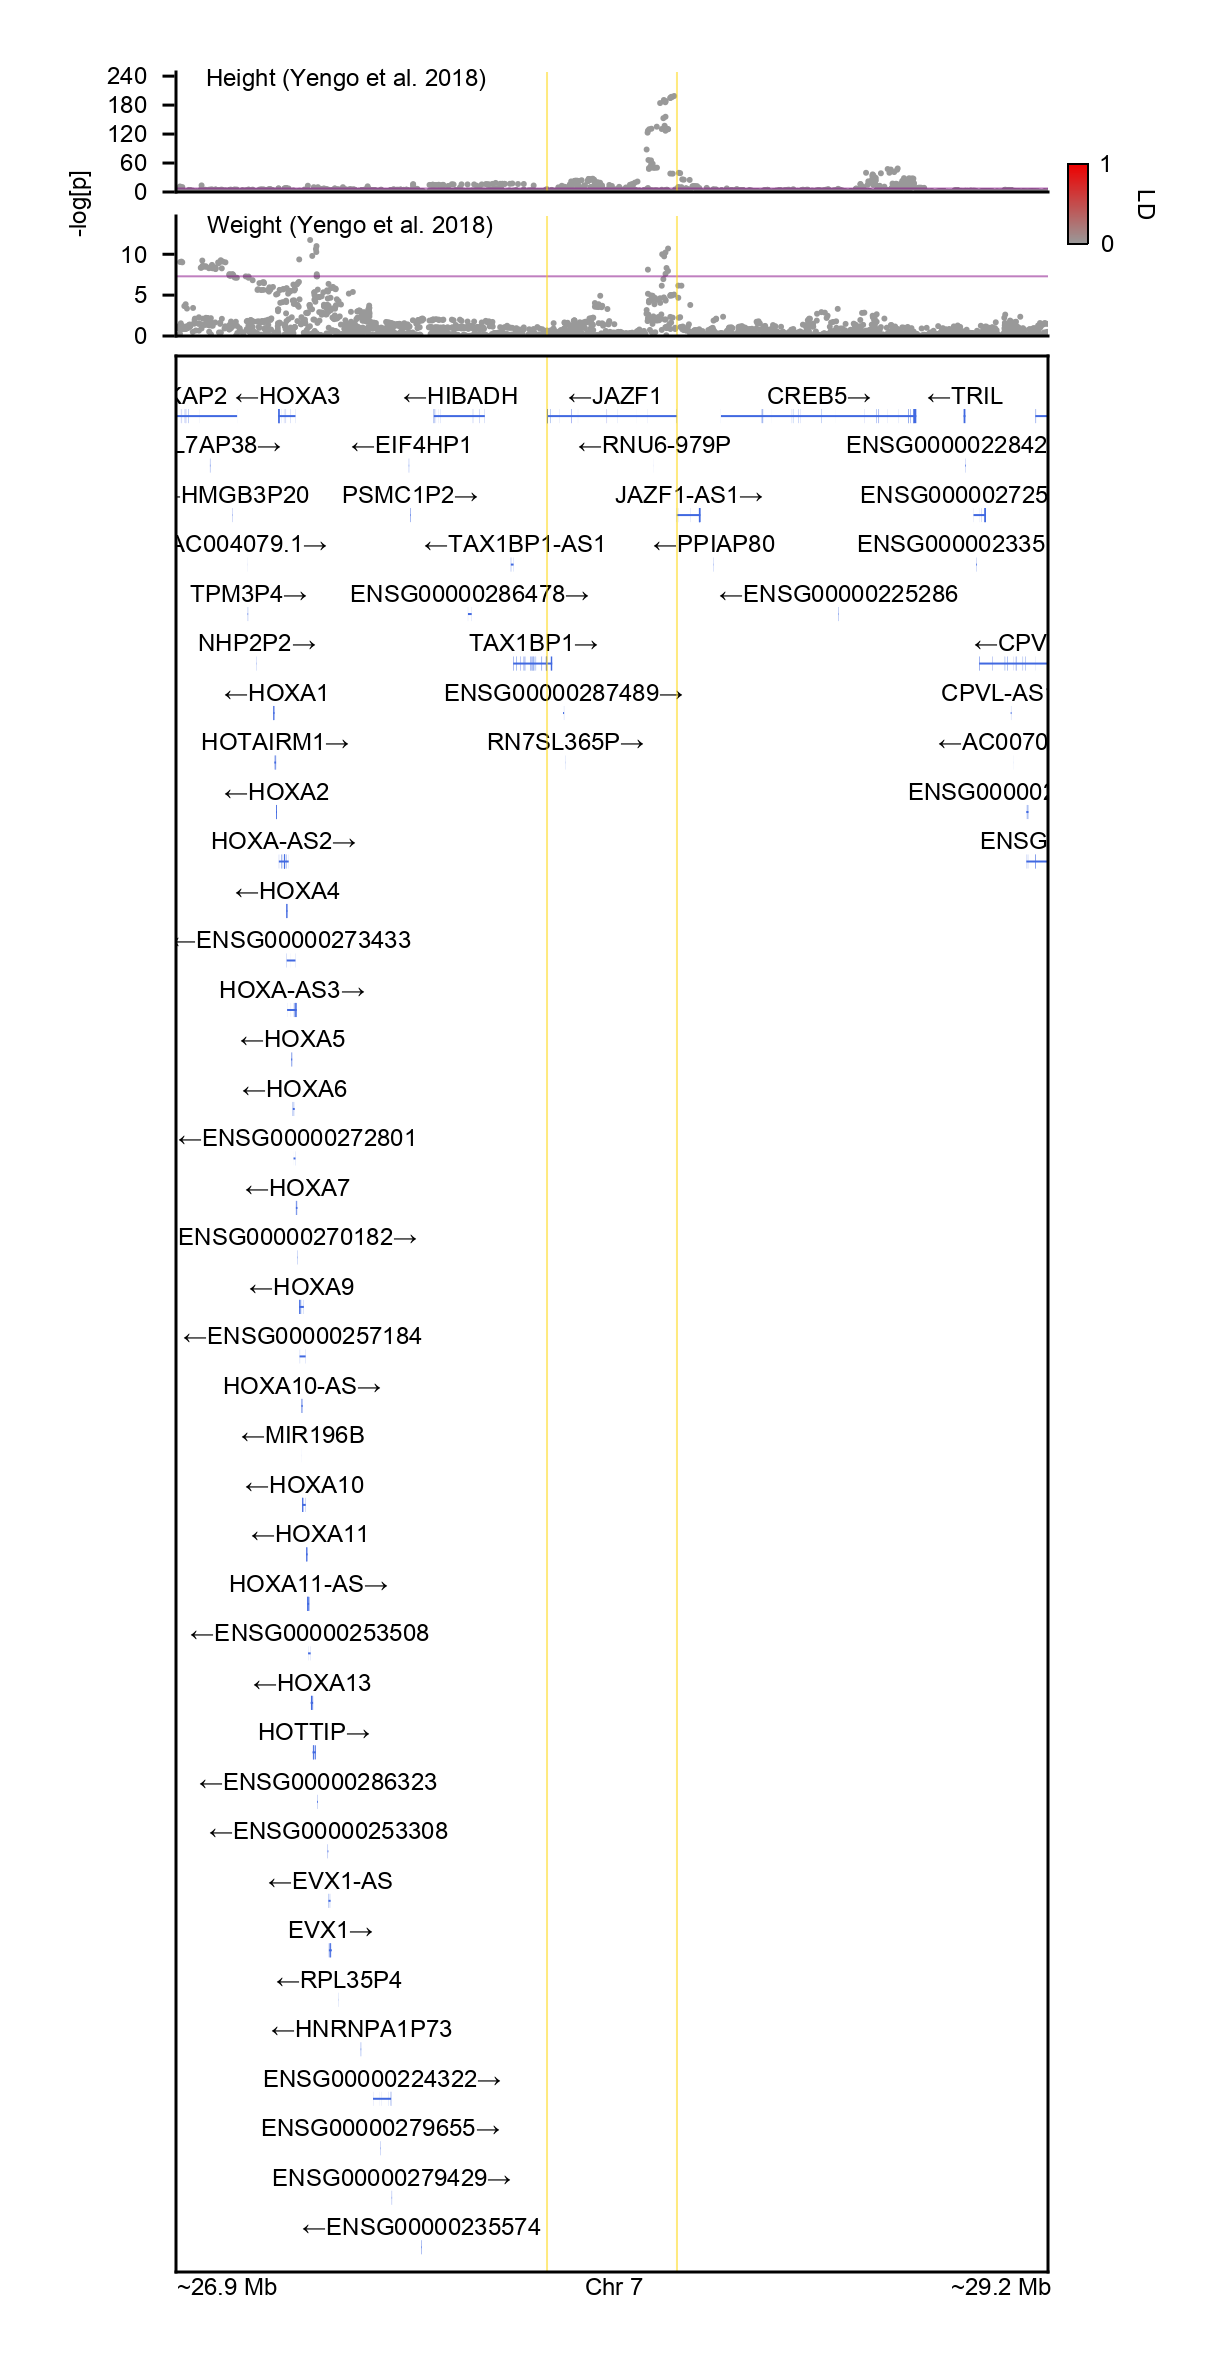 240
Height (Yengo et al. 2018)
180
120
60
0
-log[p]
1
LD
0
Weight (Yengo et al. 2018)
10
5
0
KAP2 ←HOXA3 ←HIBADH ←JAZF1 CREB5→ ←TRIL
L7AP38→ ←EIF4HP1 ←RNU6-979P ENSG0000022842
HMGB3P20 PSMC1P2→ JAZF1-AS1→ ENSG000002725
AC004079.1→ ←TAX1BP1-AS1 ←PPIAP80 ENSG000002335
TPM3P4→ ENSG00000286478→ ←ENSG00000225286
NHP2P2→ TAX1BP1→ ←CPV
←HOXA1 ENSG00000287489→ CPVL-AS
HOTAIRM1→ RN7SL365P→ ←AC0070
←HOXA2 ENSG000002
HOXA-AS2→ ENSG
←HOXA4
←ENSG00000273433
HOXA-AS3→
←HOXA5
←HOXA6
←ENSG00000272801
←HOXA7
ENSG00000270182→
←HOXA9
←ENSG00000257184
HOXA10-AS→
←MIR196B
←HOXA10
←HOXA11
HOXA11-AS→
←ENSG00000253508
←HOXA13
HOTTIP→
←ENSG00000286323
←ENSG00000253308
←EVX1-AS
EVX1→
←RPL35P4
←HNRNPA1P73
ENSG00000224322→
ENSG00000279655→
ENSG00000279429→
←ENSG00000235574
~26.9 Mb Chr 7 ~29.2 Mb